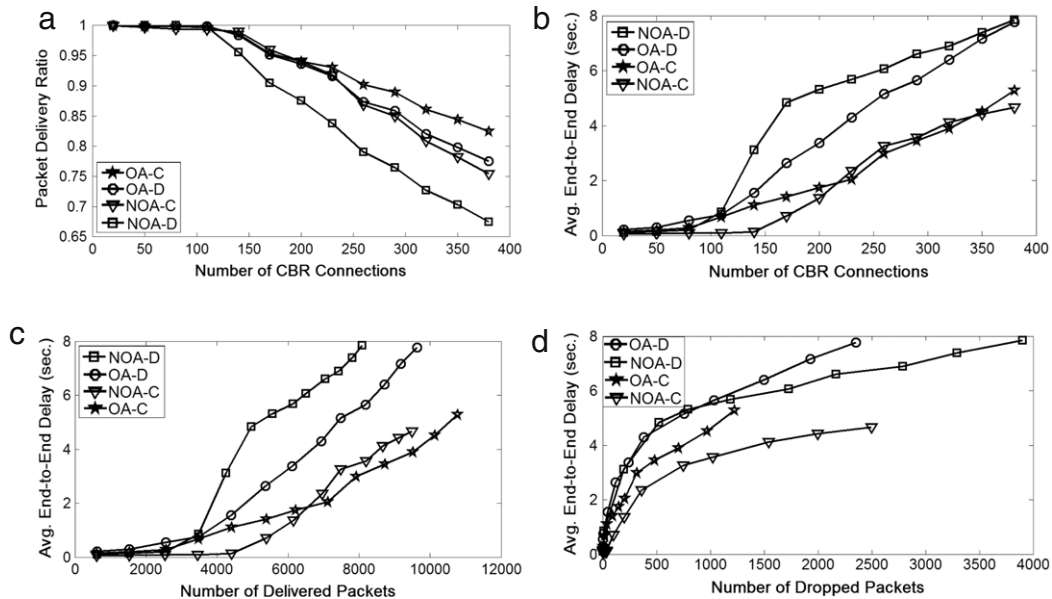 a
Packet Delivery Ratio
1
0.95
0.9
0.85
0.8
0.75
0.7
0.65
OA-C
OA-D
NOA-C
NOA-D
0 50 100 150 200 250 300 350 400
Number of CBR Connections
b
Avg. End-to-End Delay (sec.)
8
6
4
2
0
NOA-D
OA-D
OA-C
NOA-C
0 50 100 150 200 250 300 350 400
Number of CBR Connections
c
Avg. End-to-End Delay (sec.)
8
6
4
2
0
NOA-D
OA-D
NOA-C
OA-C
0 2000 4000 6000 8000 10000 12000
Number of Delivered Packets
d
Avg. End-to-End Delay (sec.)
8
6
4
2
0
OA-D
NOA-D
OA-C
NOA-C
0 500 1000 1500 2000 2500 3000 3500 4000
Number of Dropped Packets